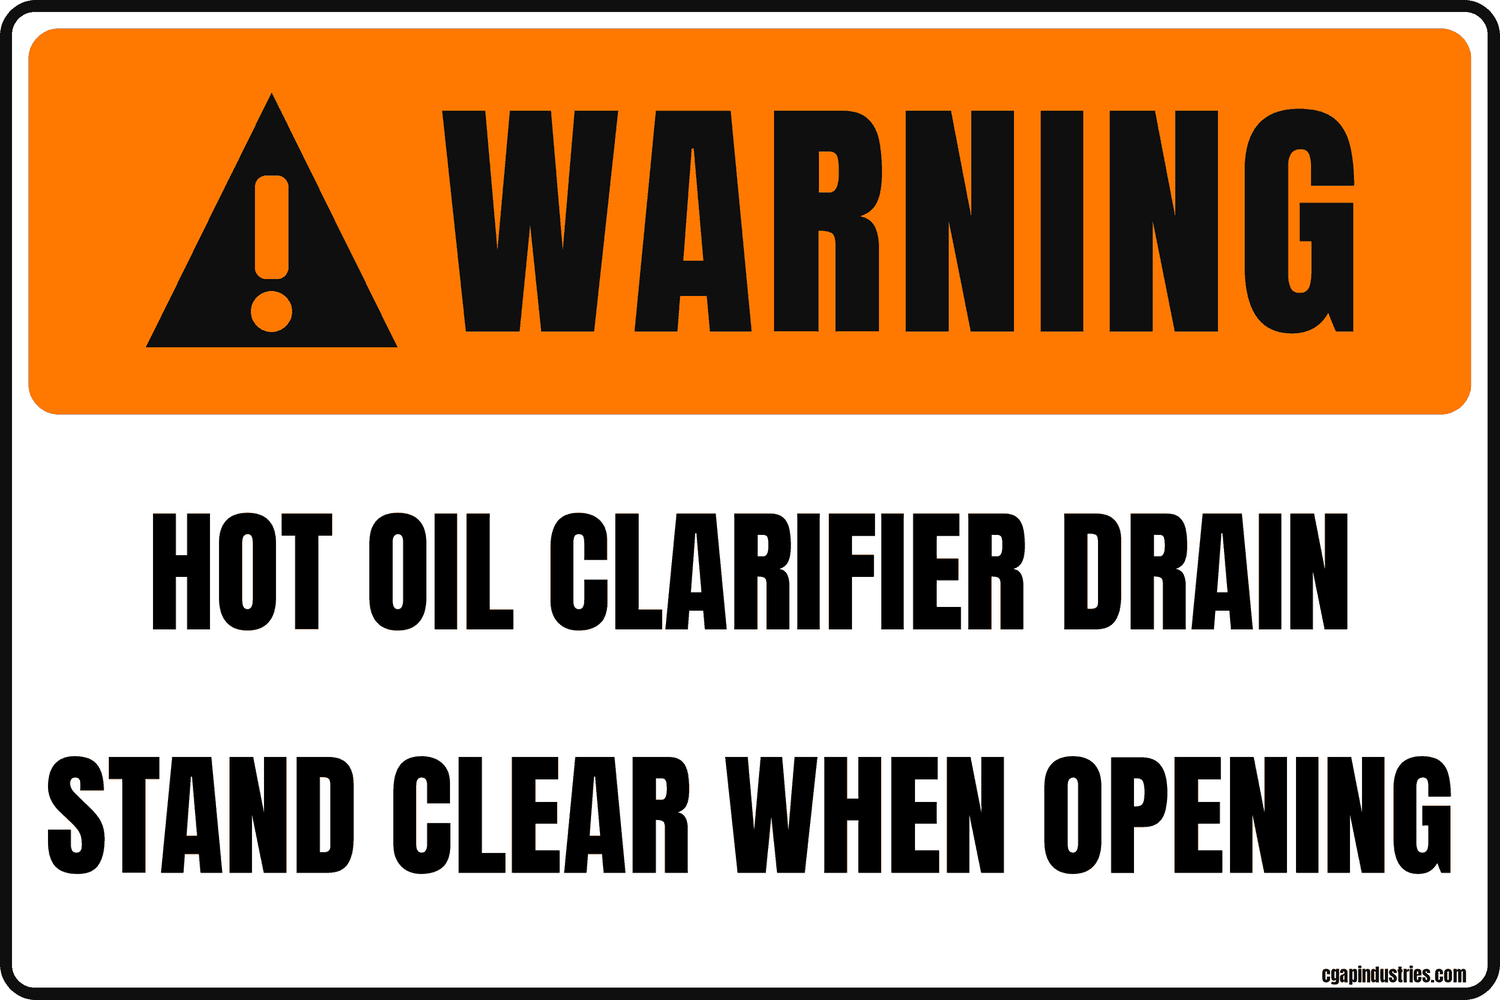 WARNING
HOT OIL CLARIFIER DRAIN
STAND CLEAR WHEN OPENING
cgapindustries.com